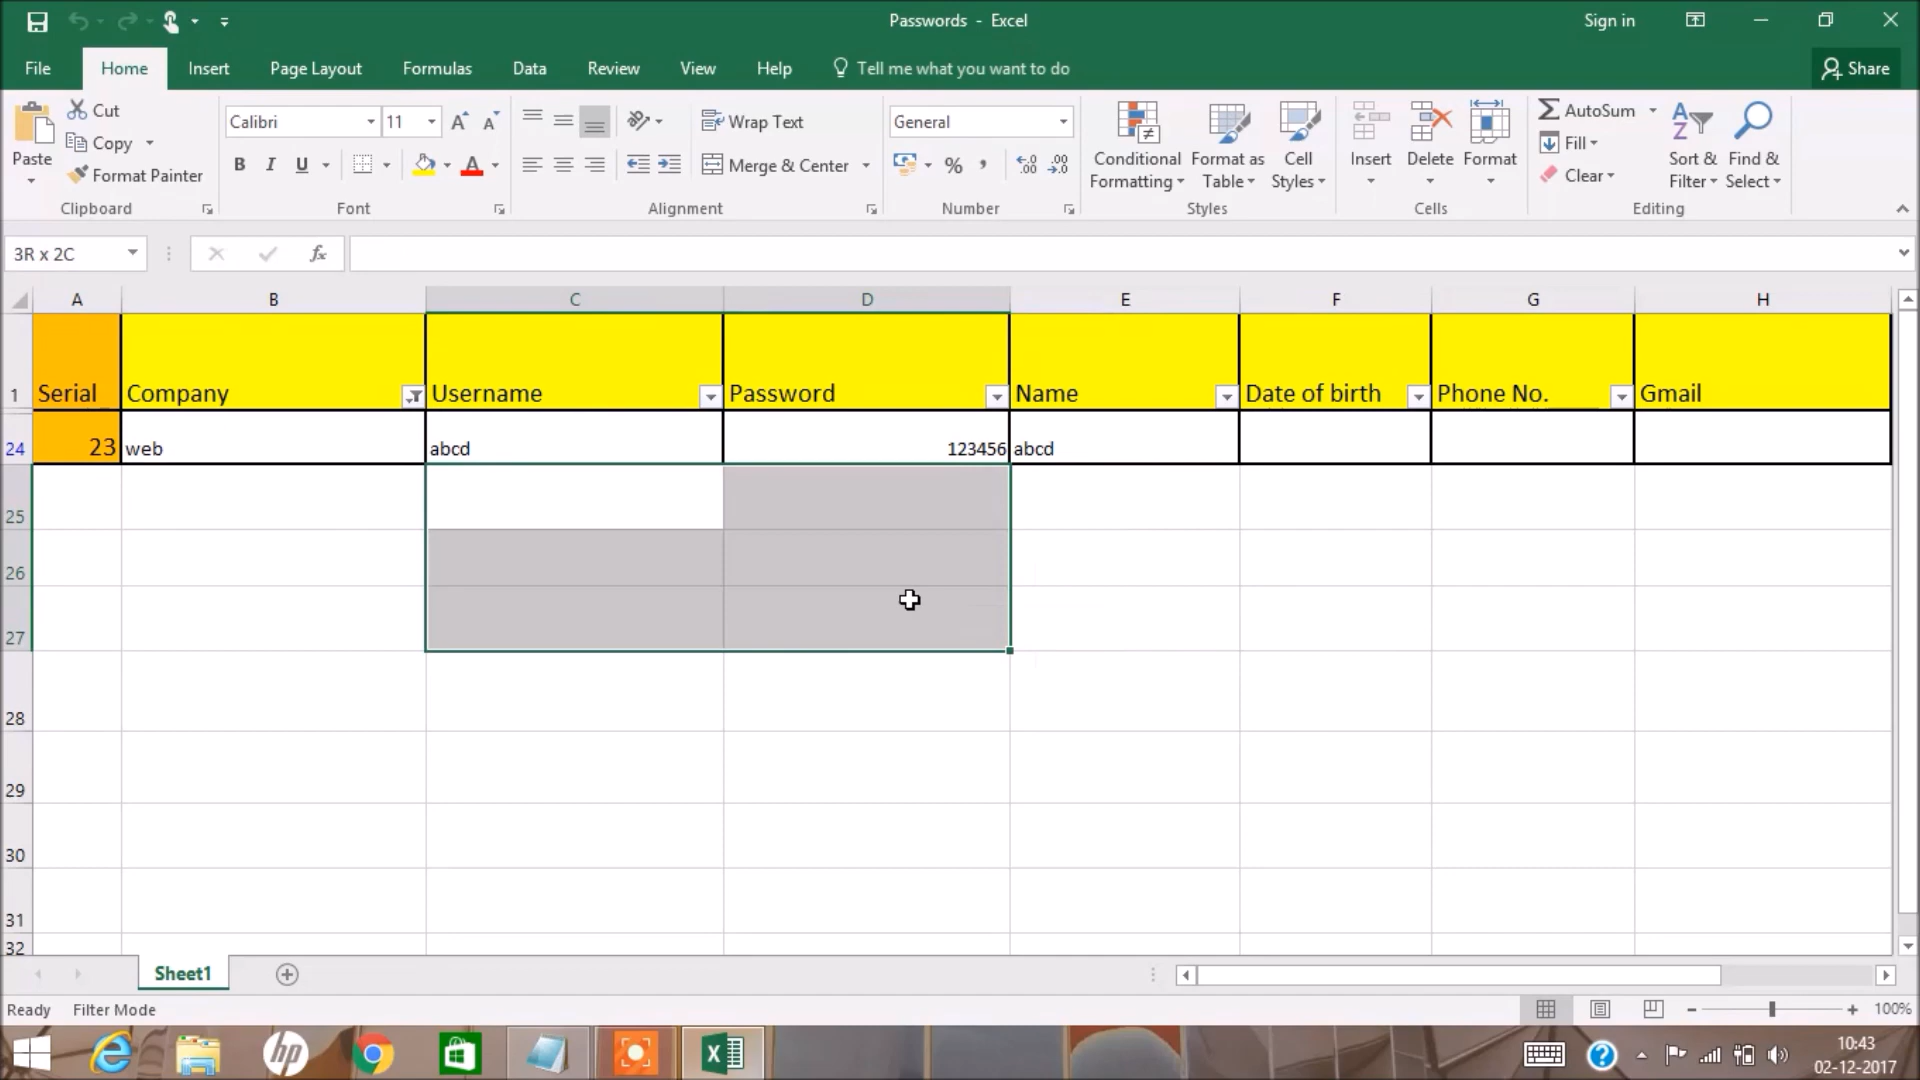 Passwords - Excel
Sign in
File Home Insert Page Layout Formulas Data Review View Help Tell me what you want to do Share
Paste
Cut
Copy
Format Painter
Clipboard
Calibri 11
B I U A
Font
Wrap Text
Merge & Center
Alignment
General
%
Number
Conditional Formatting
Format as Table
Cell Styles
Styles
Insert Delete Format
Cells
AutoSum
Fill
Clear
Sort & Filter
Find & Select
Editing
3R x 2C fx
A B C D E F G H
1 Serial Company Username Password Name Date of birth Phone No. Gmail
24 23 web abcd 123456 abcd
25
26
27
28
29
30
31
32
Sheet1
Ready Filter Mode 100%
hp
10:43
02-12-2017